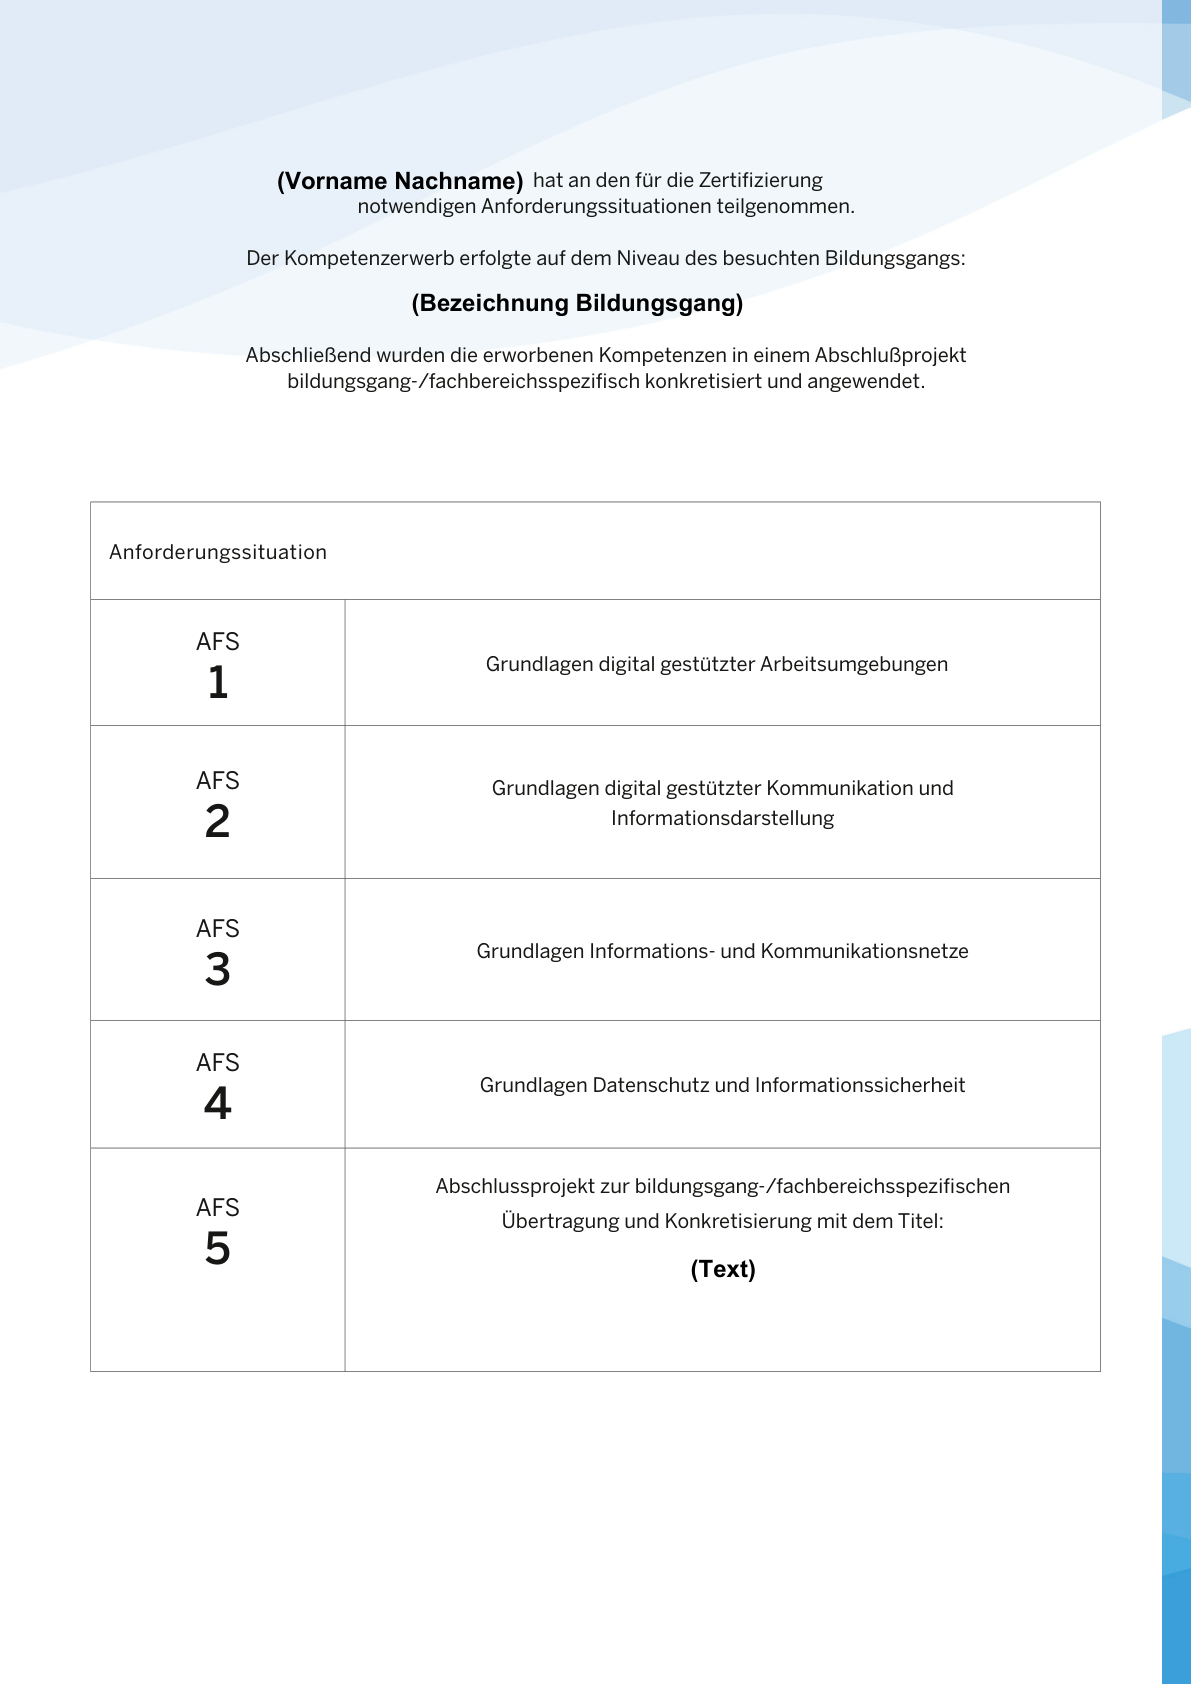 (Vorname Nachname) hat an den für die Zertifizierung
notwendigen Anforderungssituationen teilgenommen.
Der Kompetenzerwerb erfolgte auf dem Niveau des besuchten Bildungsgangs:
(Bezeichnung Bildungsgang)
Abschließend wurden die erworbenen Kompetenzen in einem Abschlußprojekt
bildungsgang-/fachbereichsspezifisch konkretisiert und angewendet.
Anforderungssituation
AFS
1
Grundlagen digital gestützter Arbeitsumgebungen
AFS
2
Grundlagen digital gestützter Kommunikation und
Informationsdarstellung
AFS
3
Grundlagen Informations- und Kommunikationsnetze
AFS
4
Grundlagen Datenschutz und Informationssicherheit
AFS
5
Abschlussprojekt zur bildungsgang-/fachbereichsspezifischen
Übertragung und Konkretisierung mit dem Titel:
(Text)